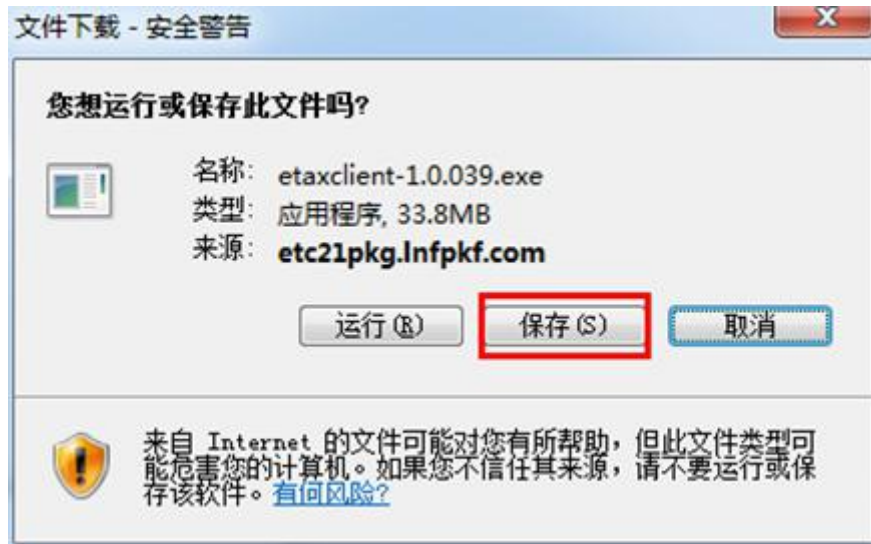 文件下载 - 安全警告
您想运行或保存此文件吗?
名称: etaxclient-1.0.039.exe
类型: 应用程序, 33.8MB
来源: etc21pkg.lnfpkf.com
运行(R) 保存(S) 取消
来自 Internet 的文件可能对您有所帮助，但此文件类型可
能危害您的计算机。如果您不信任其来源，请不要运行或保
存该软件。有何风险?